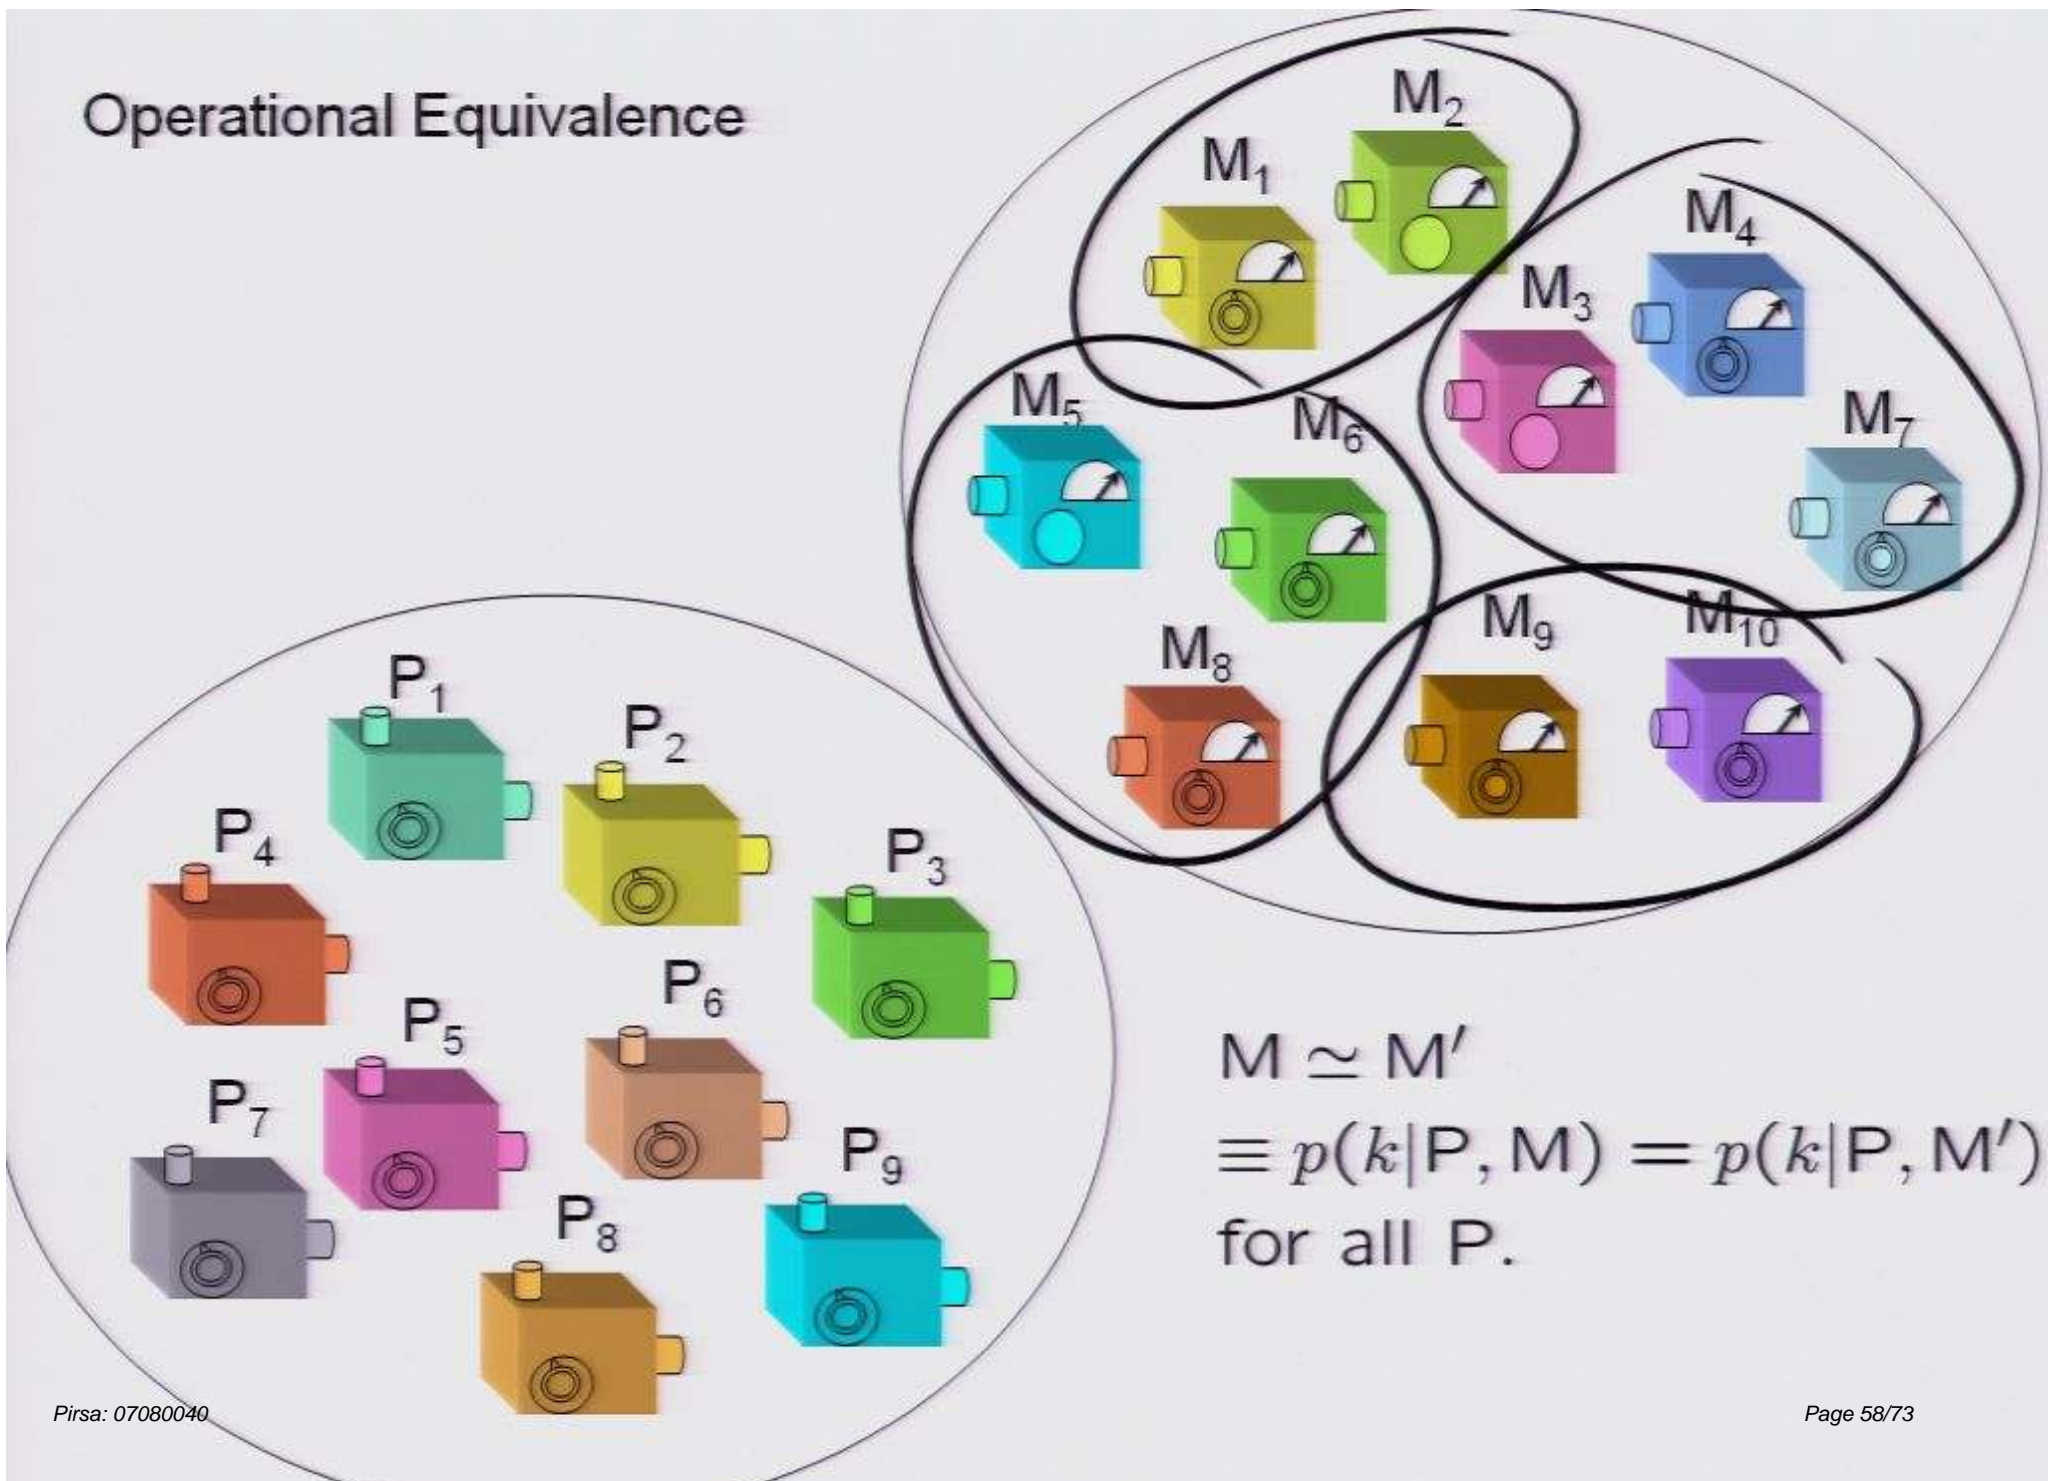 Operational Equivalence
M₁
M₂
M₃
M₄
M₅
M₆
M₇
M₈
M₉
M₁₀
P₁
P₂
P₃
P₄
P₅
P₆
P₇
P₈
P₉
M ≃ M′
≡ p(k|P, M) = p(k|P, M′)
for all P.
Pirsa: 07080040
Page 58/73